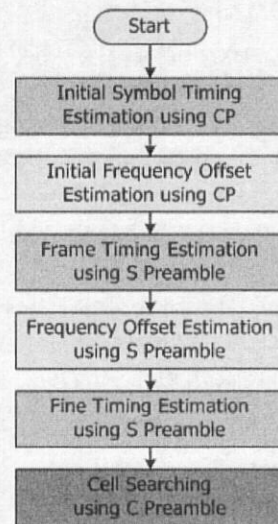 Start
Initial Symbol Timing
Estimation using CP
Initial Frequency Offset
Estimation using CP
Frame Timing Estimation
using S Preamble
Frequency Offset Estimation
using S Preamble
Fine Timing Estimation
using S Preamble
Cell Searching
using C Preamble